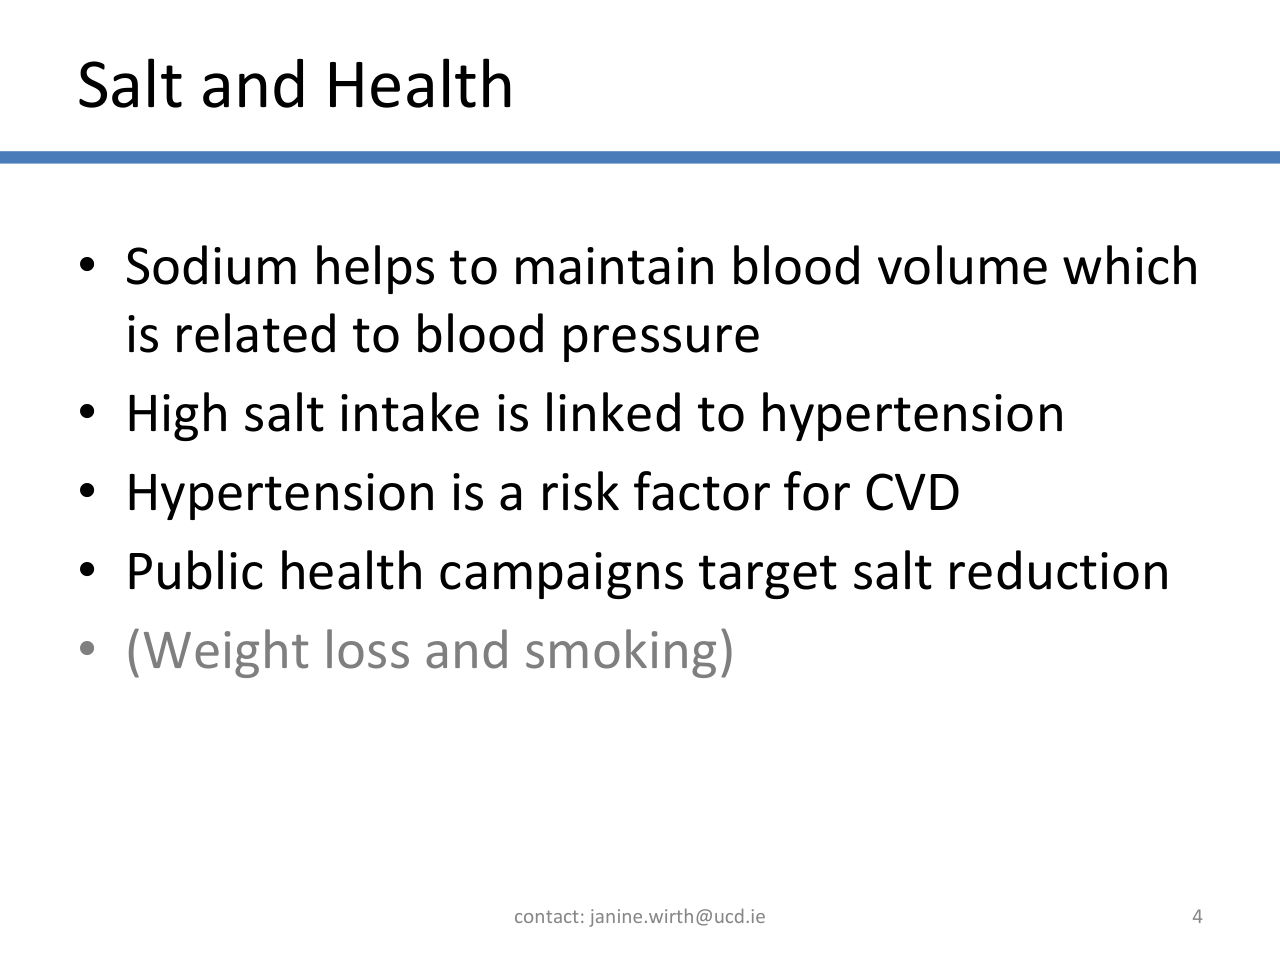 Salt and Health
• Sodium helps to maintain blood volume which
is related to blood pressure
• High salt intake is linked to hypertension
• Hypertension is a risk factor for CVD
• Public health campaigns target salt reduction
• (Weight loss and smoking)
contact: janine.wirth@ucd.ie
4